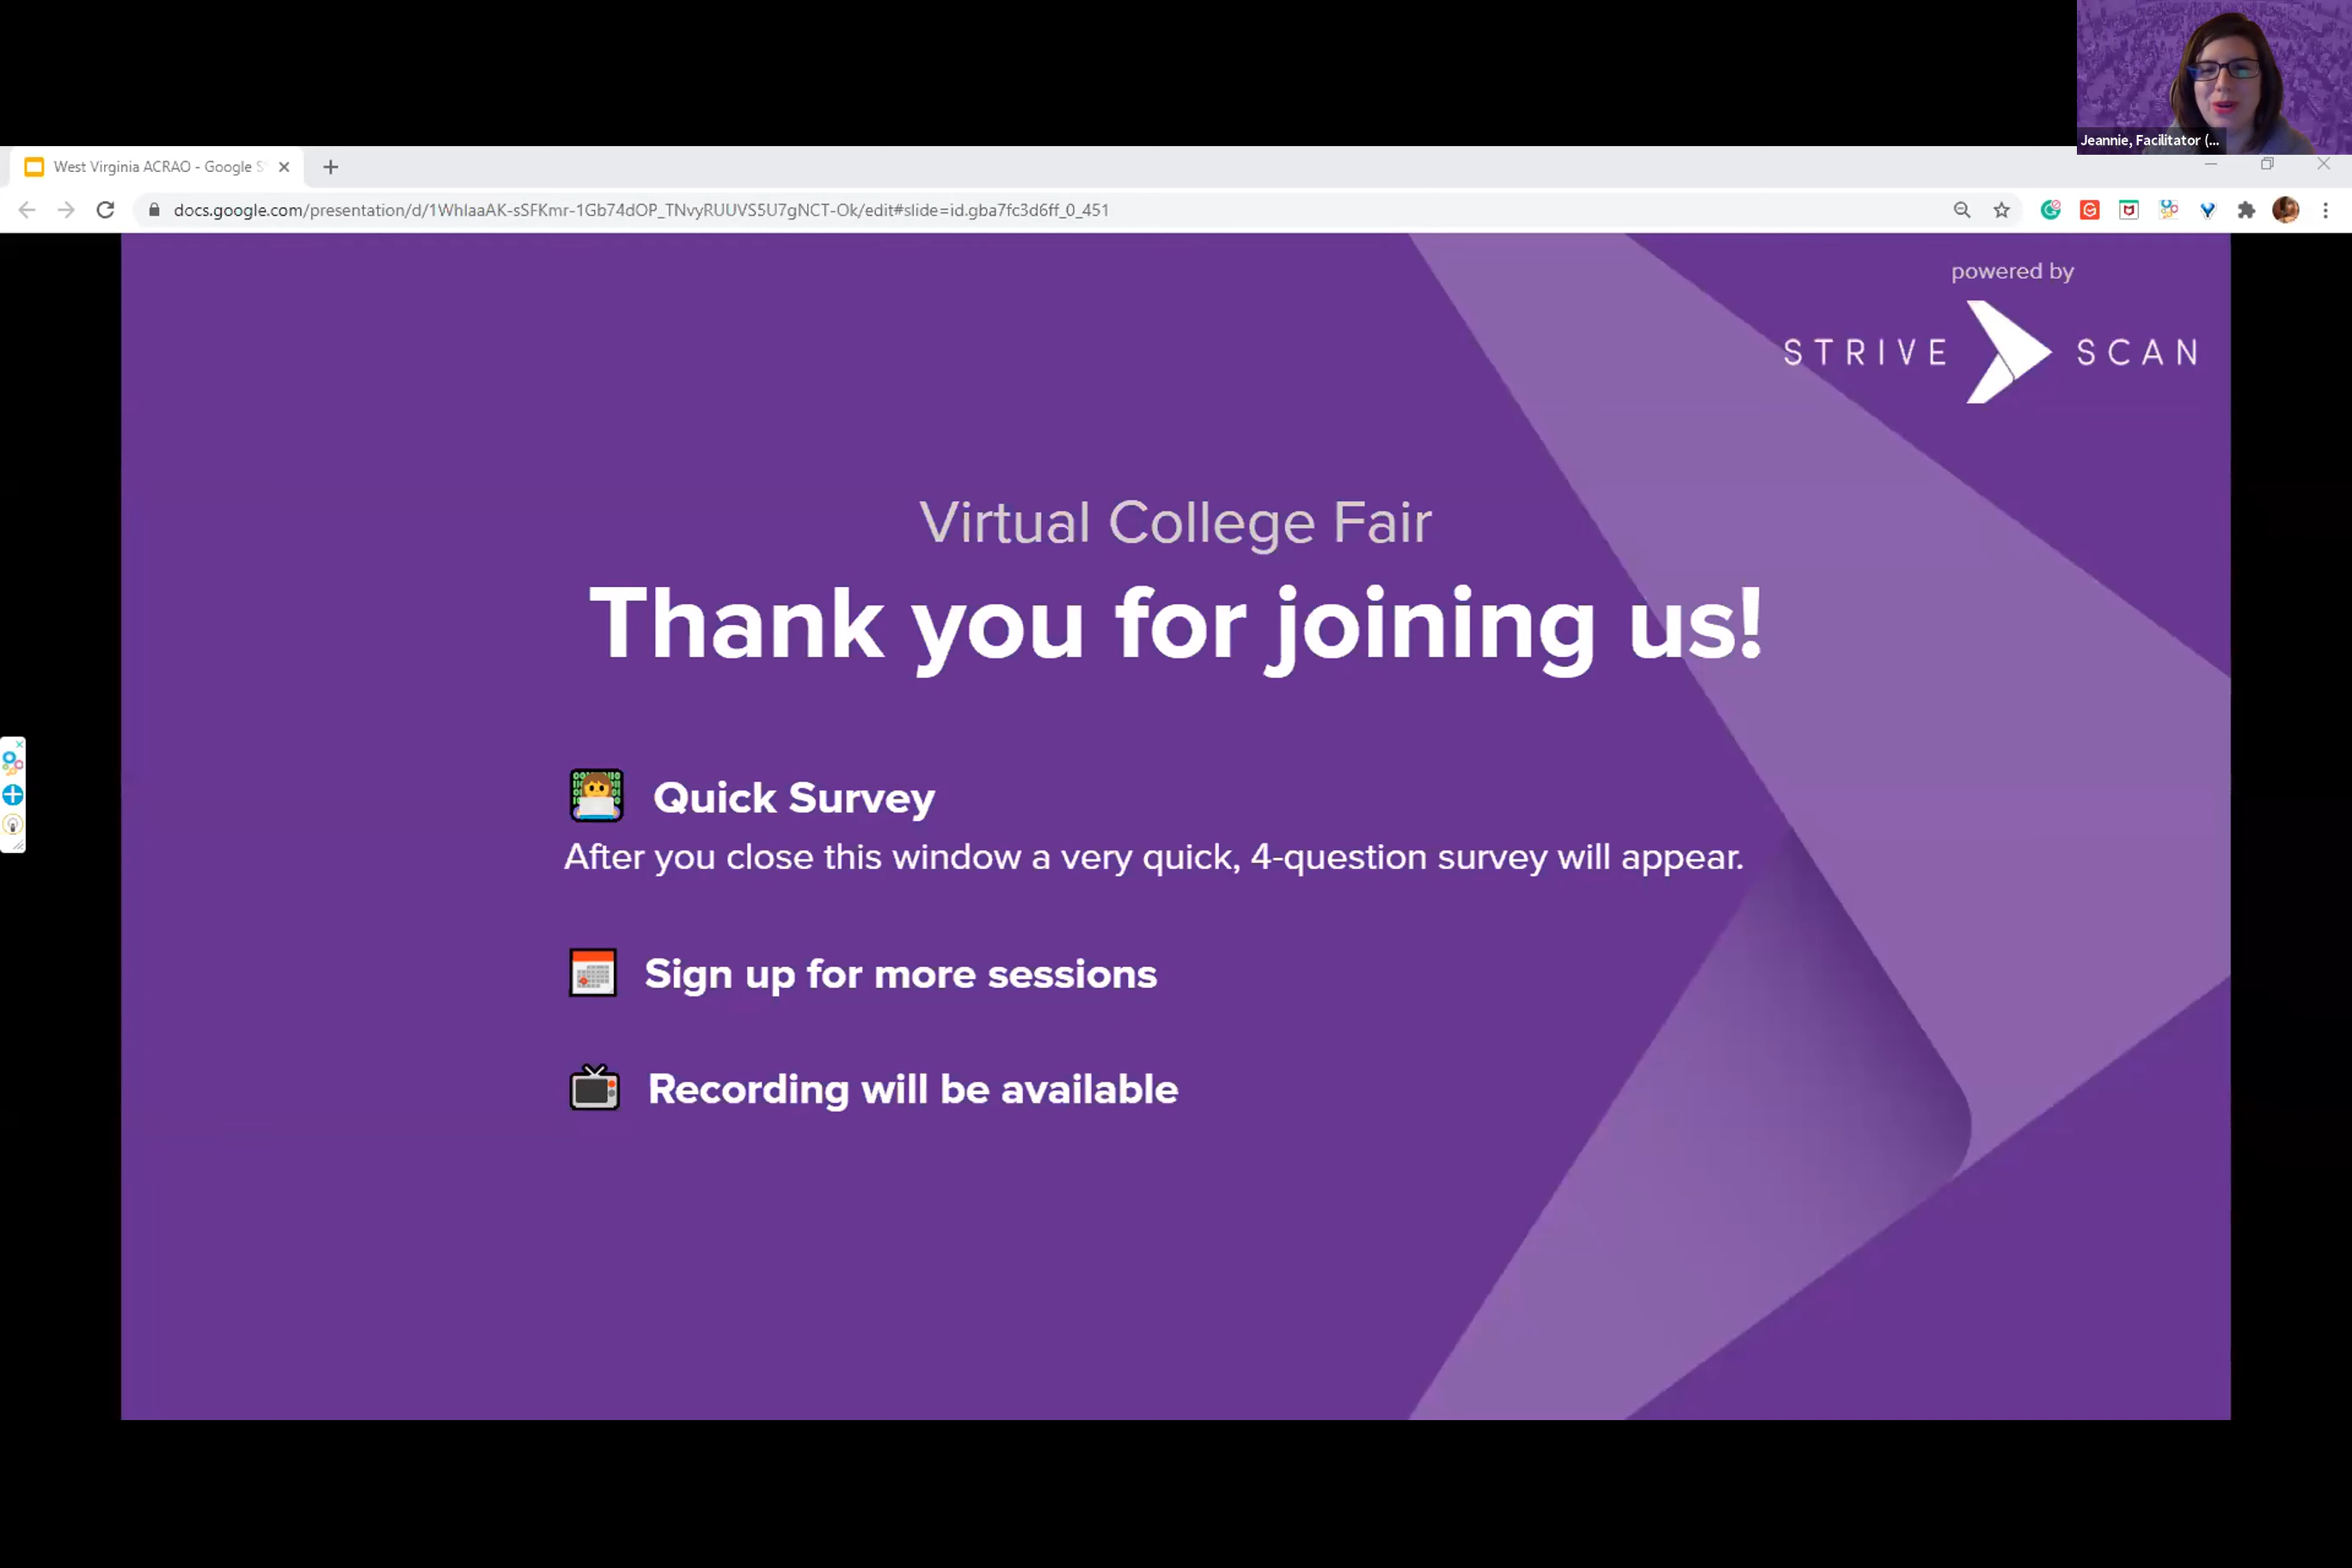 Jeannie, Facilitator (...
West Virginia ACRAO - Google S
docs.google.com/presentation/d/1WhIaaAK-sSFKmr-1Gb74dOP_TNvyRUUVS5U7gNCT-Ok/edit#slide=id.gba7fc3d6ff_0_451
powered by
STRIVE SCAN
Virtual College Fair
Thank you for joining us!
Quick Survey
After you close this window a very quick, 4-question survey will appear.
Sign up for more sessions
Recording will be available